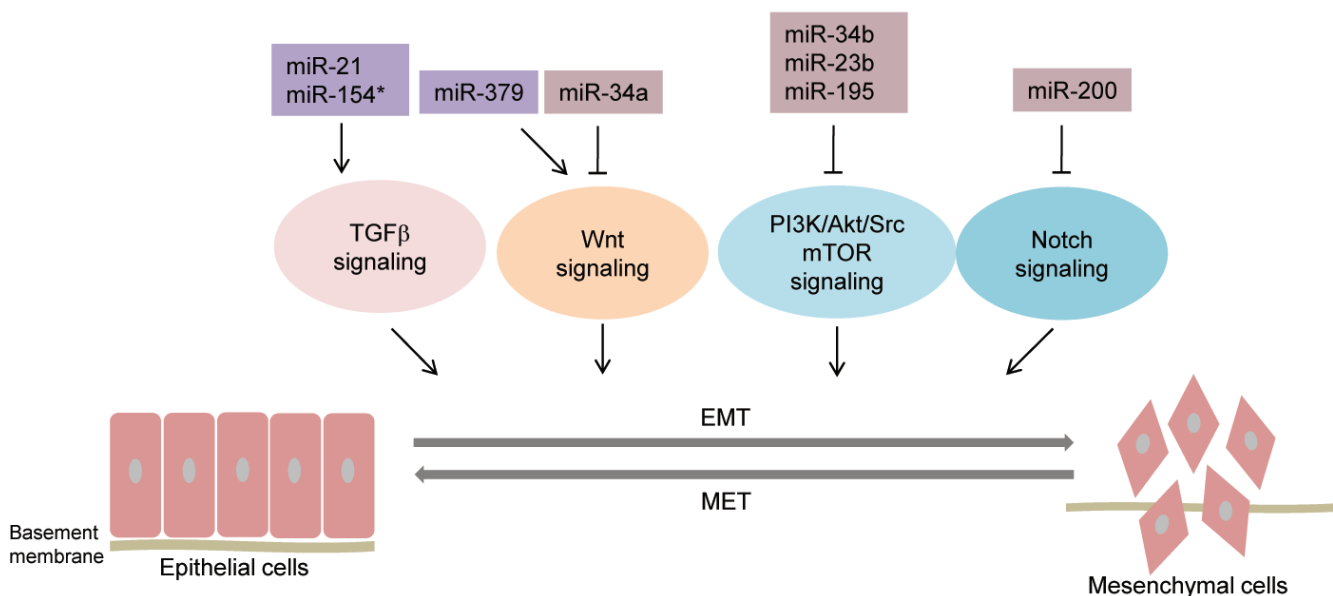 miR-21
miR-154*
miR-379
miR-34a
miR-34b
miR-23b
miR-195
miR-200
TGFβ
signaling
Wnt
signaling
PI3K/Akt/Src
mTOR
signaling
Notch
signaling
EMT
MET
Basement
membrane
Epithelial cells
Mesenchymal cells